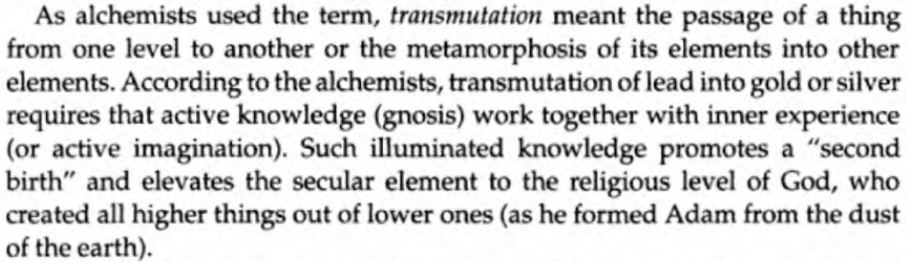 As alchemists used the term, transmutation meant the passage of a thing
from one level to another or the metamorphosis of its elements into other
elements. According to the alchemists, transmutation of lead into gold or silver
requires that active knowledge (gnosis) work together with inner experience
(or active imagination). Such illuminated knowledge promotes a “second
birth” and elevates the secular element to the religious level of God, who
created all higher things out of lower ones (as he formed Adam from the dust
of the earth).